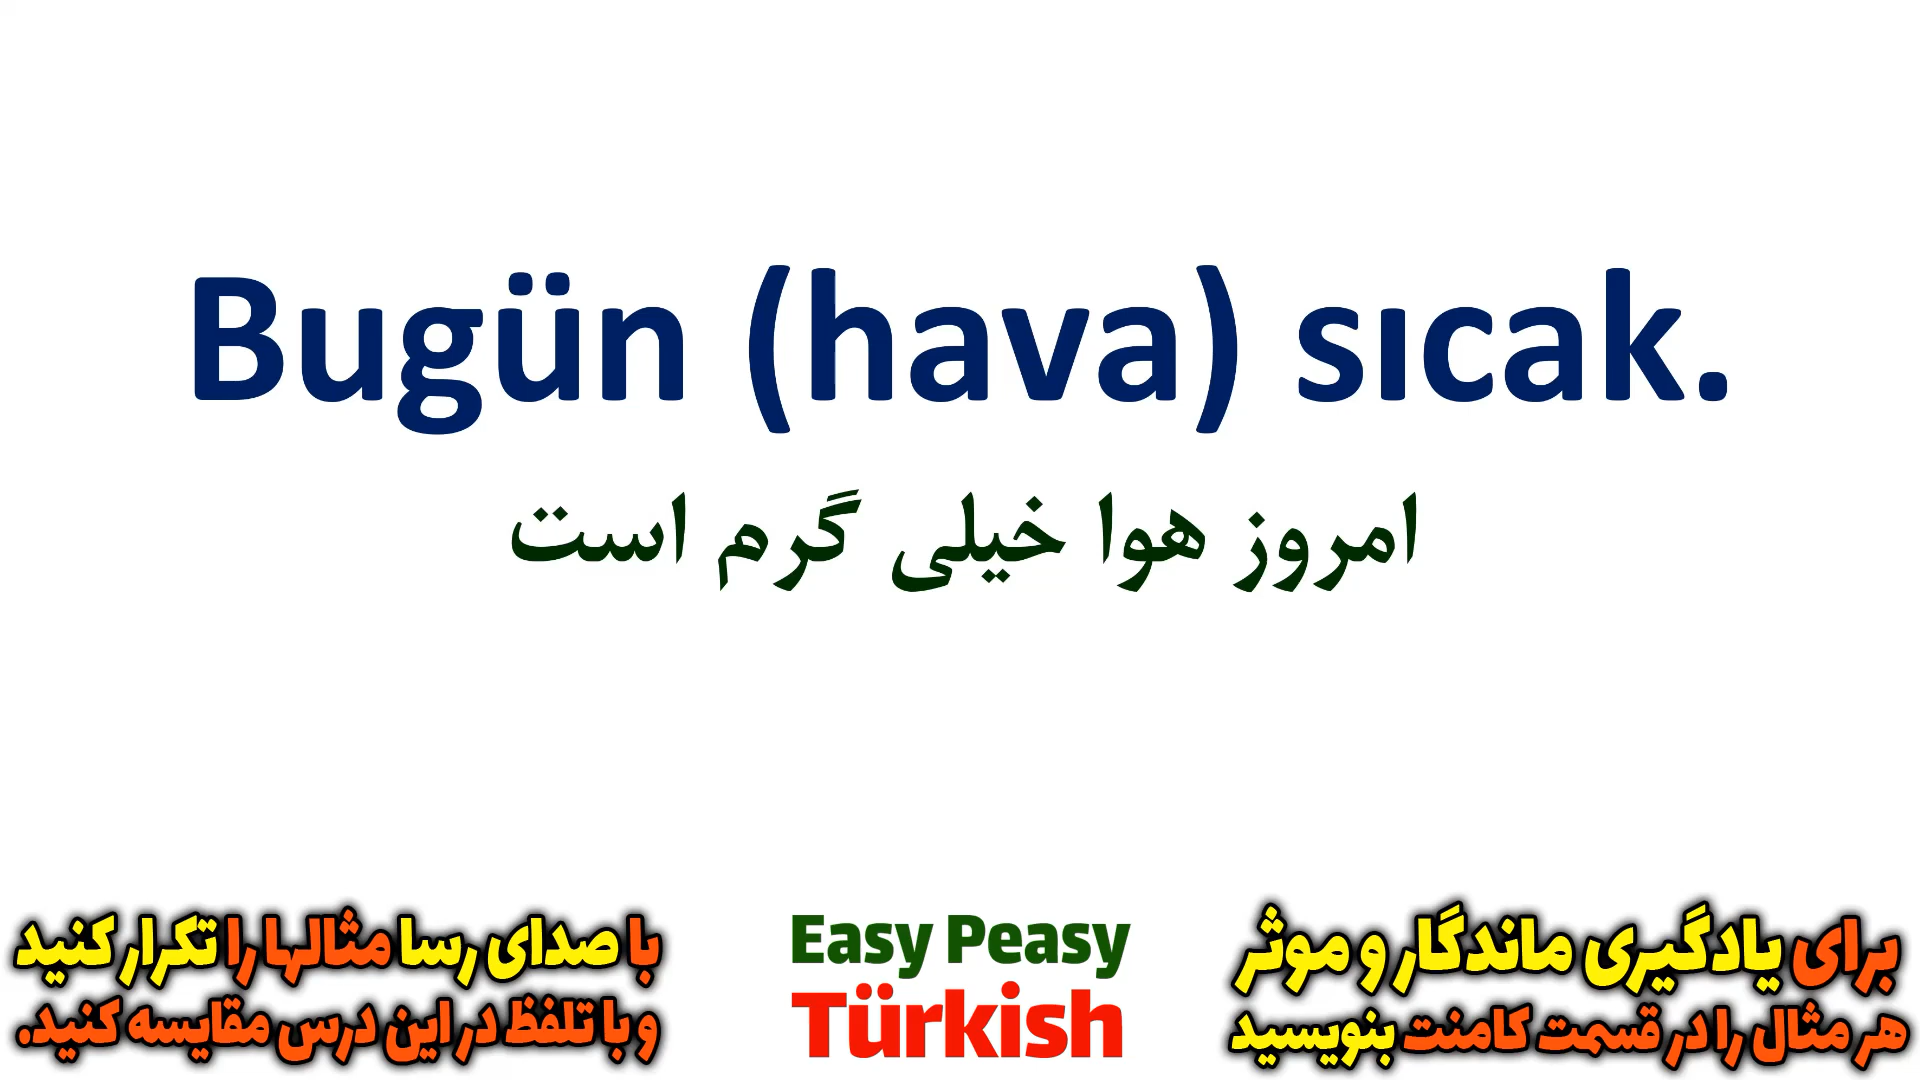 Bugün (hava) sıcak.
امروز هوا خیلی گرم است
با صدای رسا مثالها را تکرار کنید
و با تلفظ در این درس مقایسه کنید.
Easy Peasy
Türkish
برای یادگیری ماندگار و موثر
هر مثال را در قسمت کامنت بنویسید